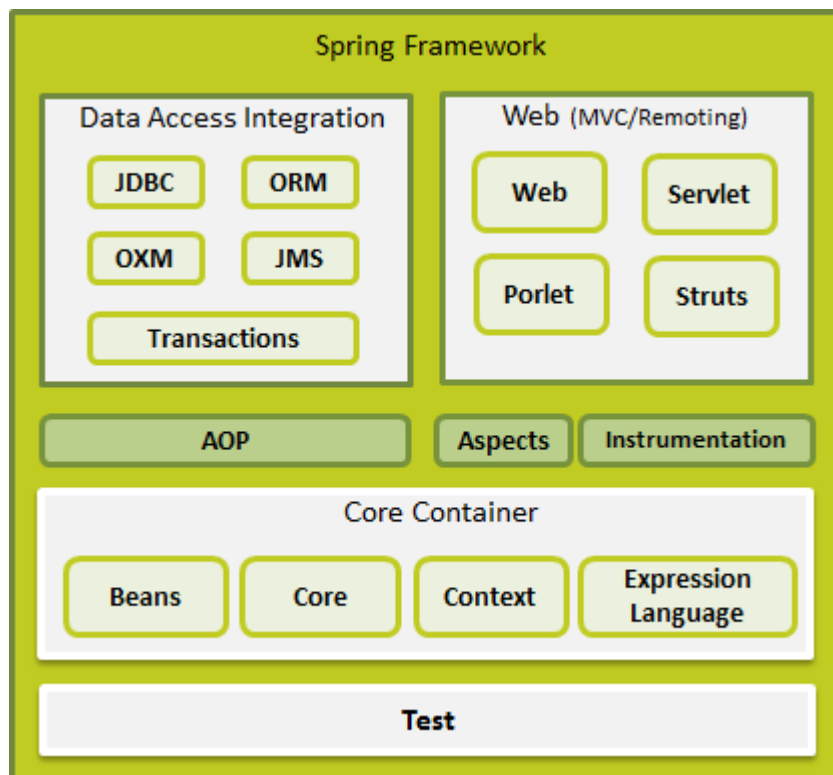 Spring Framework
Data Access Integration
JDBC
ORM
OXM
JMS
Transactions
Web (MVC/Remoting)
Web
Servlet
Porlet
Struts
AOP
Aspects
Instrumentation
Core Container
Beans
Core
Context
Expression
Language
Test